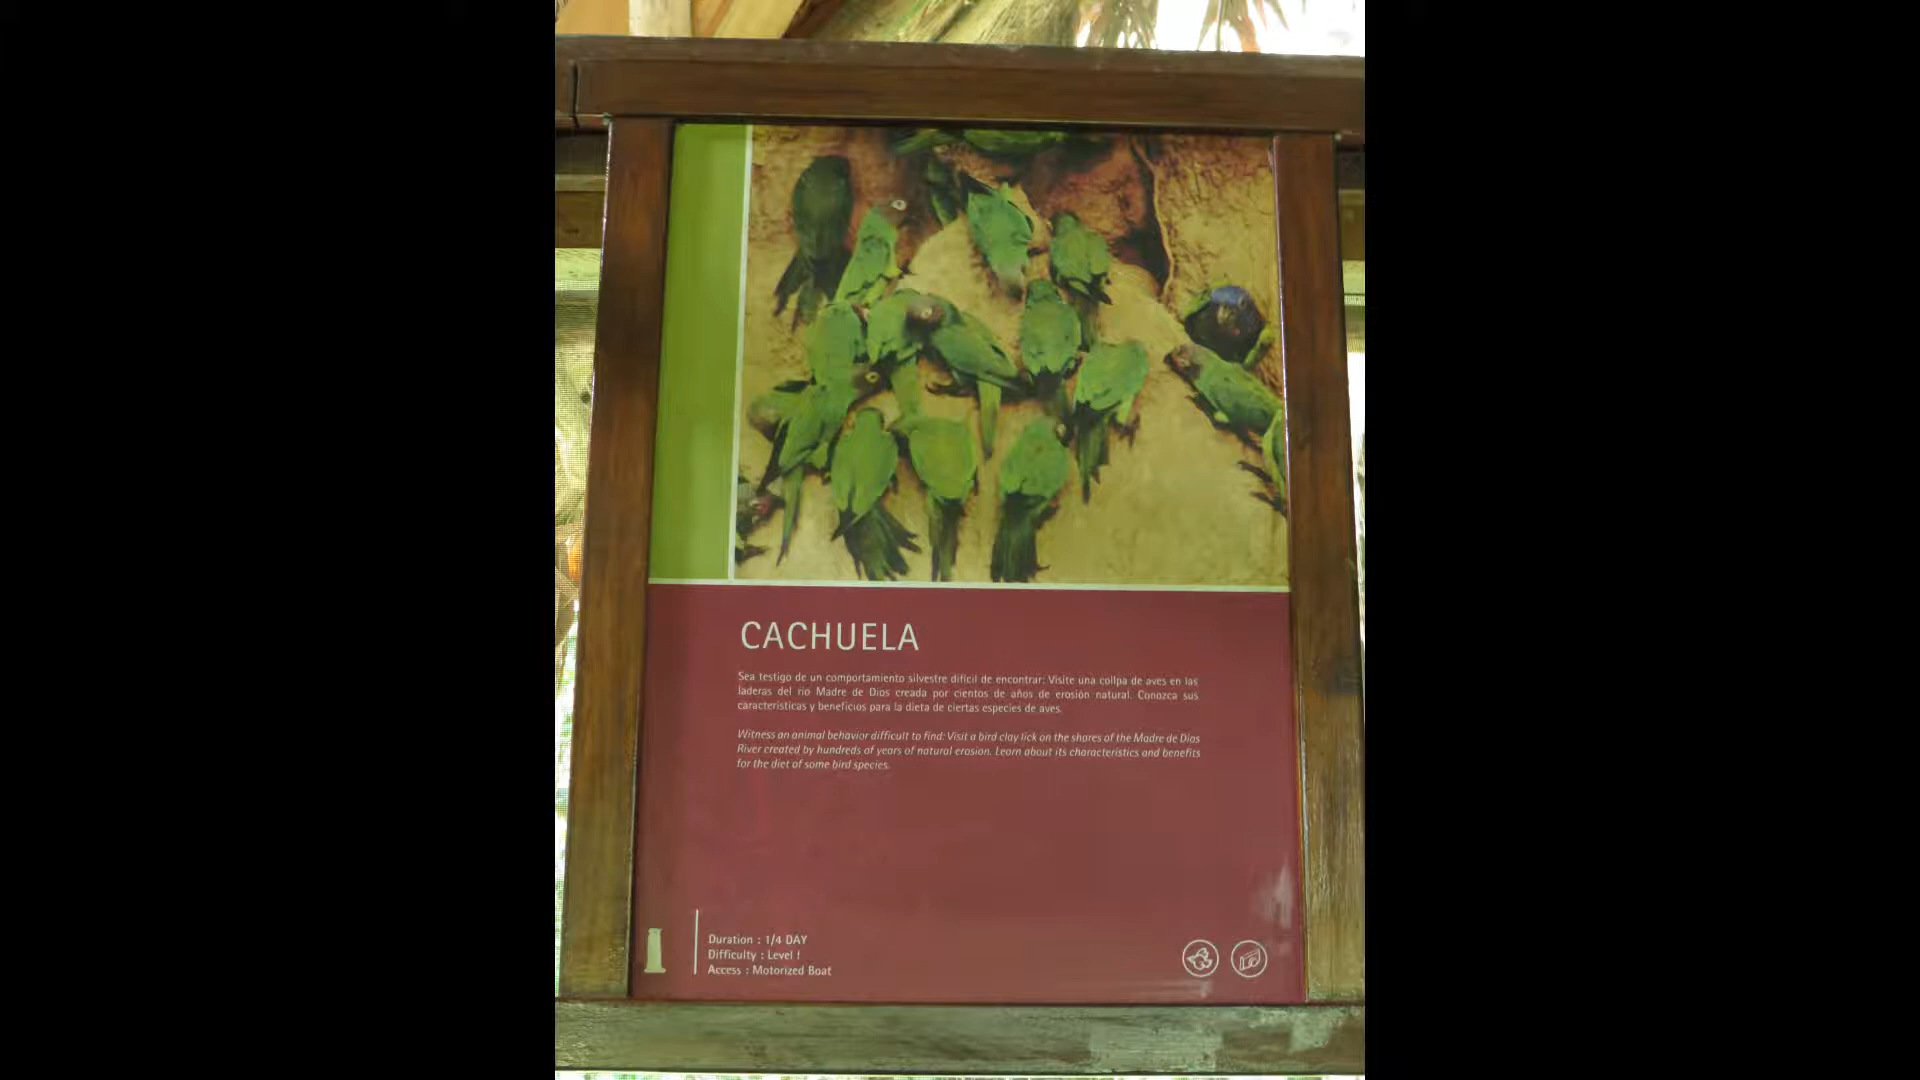 CACHUELA
Sea testigo de un comportamiento silvestre difícil de encontrar: Visite una collpa de aves en las
laderas del río Madre de Dios creada por cientos de años de erosión natural. Conozca sus
características y beneficios para la dieta de ciertas especies de aves.
Witness an animal behavior difficult to find: Visit a bird clay lick on the shores of the Madre de Dios
River created by hundreds of years of natural erosion. Learn about its characteristics and benefits
for the diet of some bird species.
Duration : 1/4 DAY
Difficulty : Level I
Access : Motorized Boat